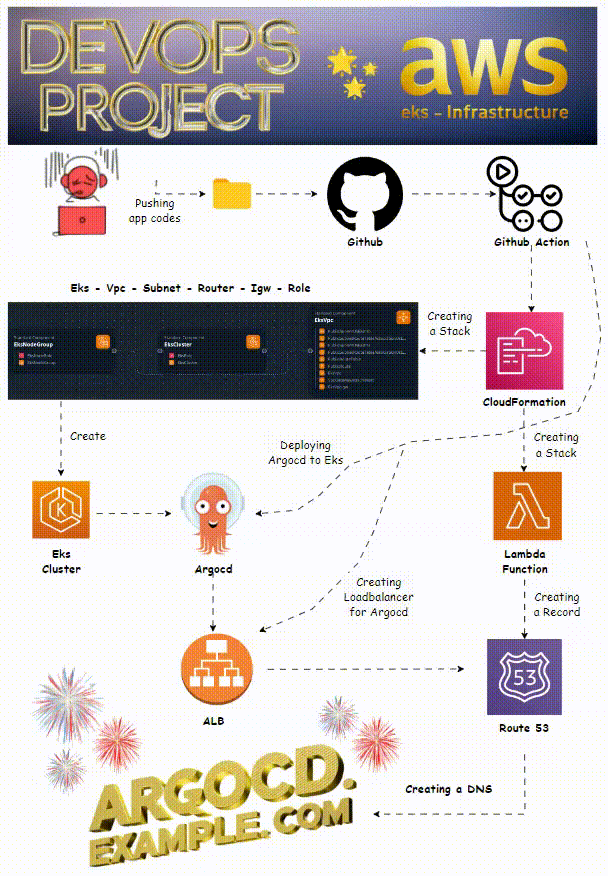 DEVOPS
PROJECT
aws
eks - Infrastructure
Pushing
app codes
Github
Github Action
Eks - Vpc - Subnet - Router - Igw - Role
EksNodeGroup
EksCluster
EksVpc
Creating
a Stack
CloudFormation
Create
Deploying
Argocd to Eks
Creating
a Stack
K
Eks
Cluster
Argocd
Lambda
Function
Creating
Loadbalancer
for Argocd
Creating
a Record
ALB
53
Route 53
Creating a DNS
ARGOCD.
EXAMPLE.COM